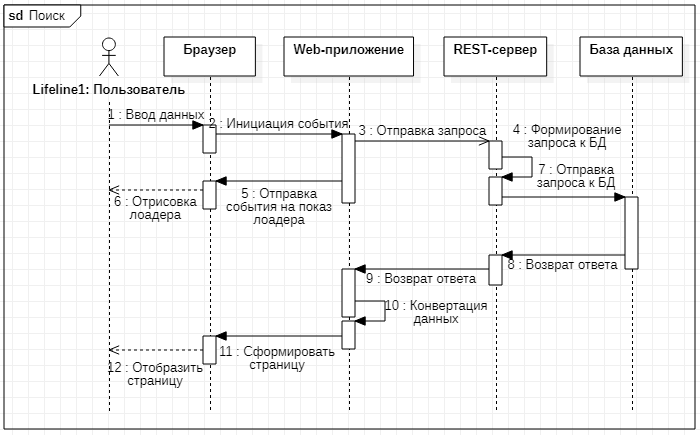 sd Поиск
Браузер
Web-приложение
REST-сервер
База данных
Lifeline1: Пользователь
1 : Ввод данных
2 : Инициация события
3 : Отправка запроса
4 : Формирование
запроса к БД
7 : Отправка
запроса к БД
5 : Отправка
события на показ
лоадера
6 : Отрисовка
лоадера
8 : Возврат ответа
9 : Возврат ответа
10 : Конвертация
данных
11 : Сформировать
страницу
12 : Отобразить
страницу